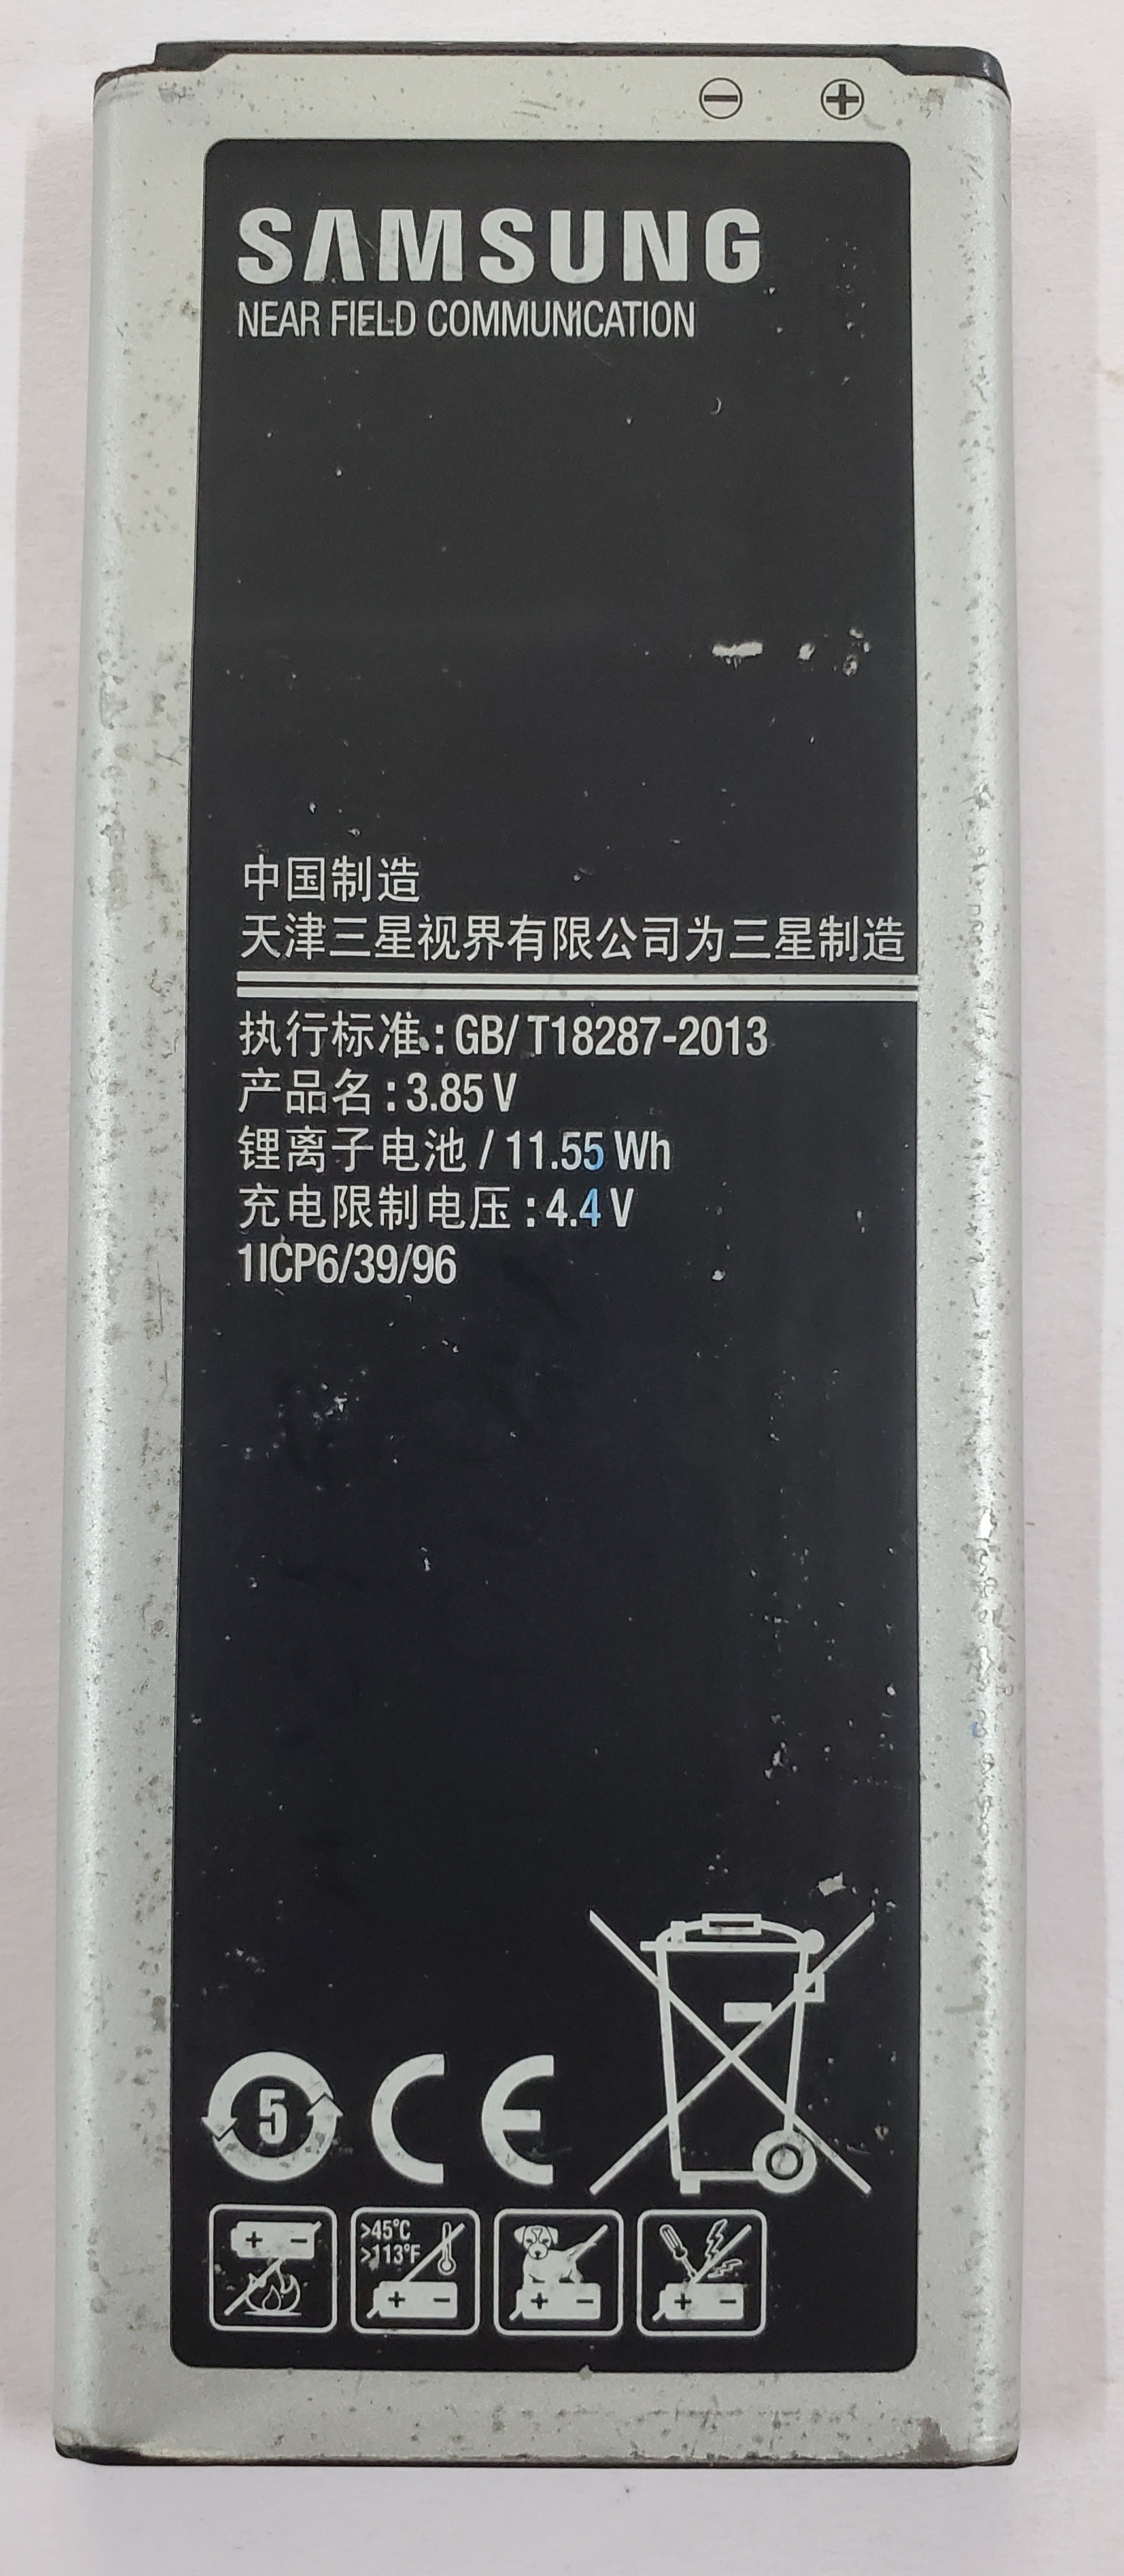 SAMSUNG
NEAR FIELD COMMUNICATION
中国制造
天津三星视界有限公司为三星制造
执行标准:GB/T18287-2013
产品名:3.85 V
锂离子电池 / 11.55 Wh
充电限制电压:4.4 V
1ICP6/39/96
5 CE
>45°C
>113°F